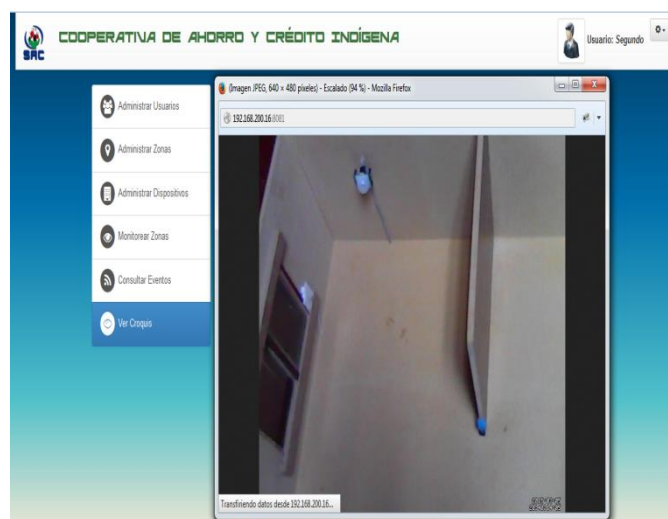 SAC
COOPERATIVA DE AHORRO Y CRÉDITO INDÍGENA
Usuario: Segundo
Administrar Usuarios
Administrar Zonas
Administrar Dispositivos
Monitorear Zonas
Consultar Eventos
Ver Croquis
(Imagen JPEG, 640 × 480 píxeles) - Escalado (94 %) - Mozilla Firefox
192.168.200.16:8081
Transfiriendo datos desde 192.168.200.16...